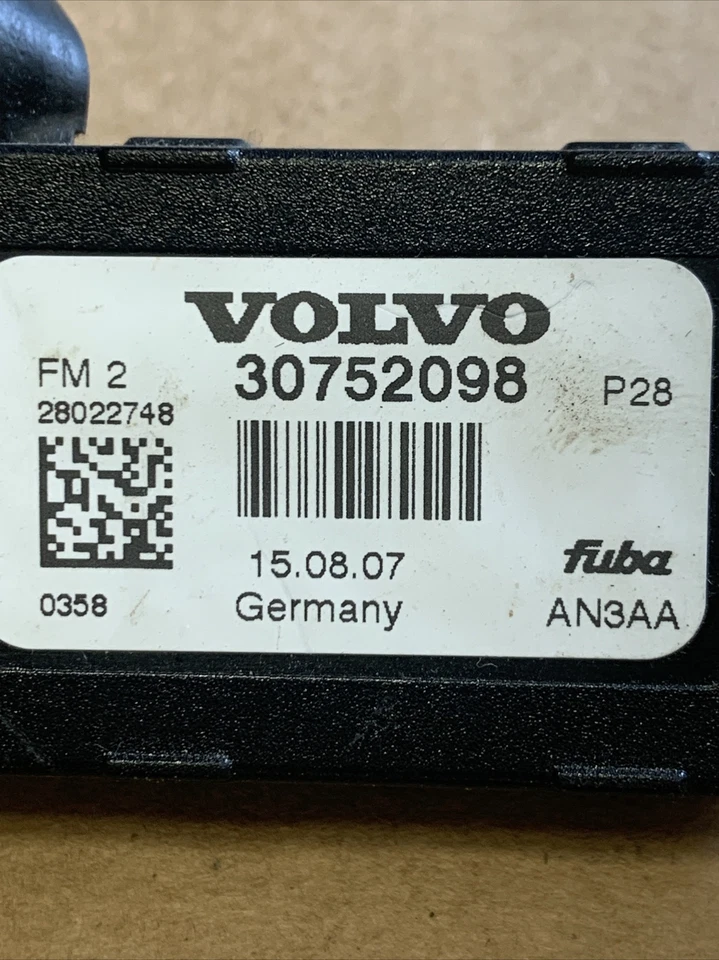 VOLVO
FM 2 30752098 P28
28022748
15.08.07 fuba
0358 Germany AN3AA